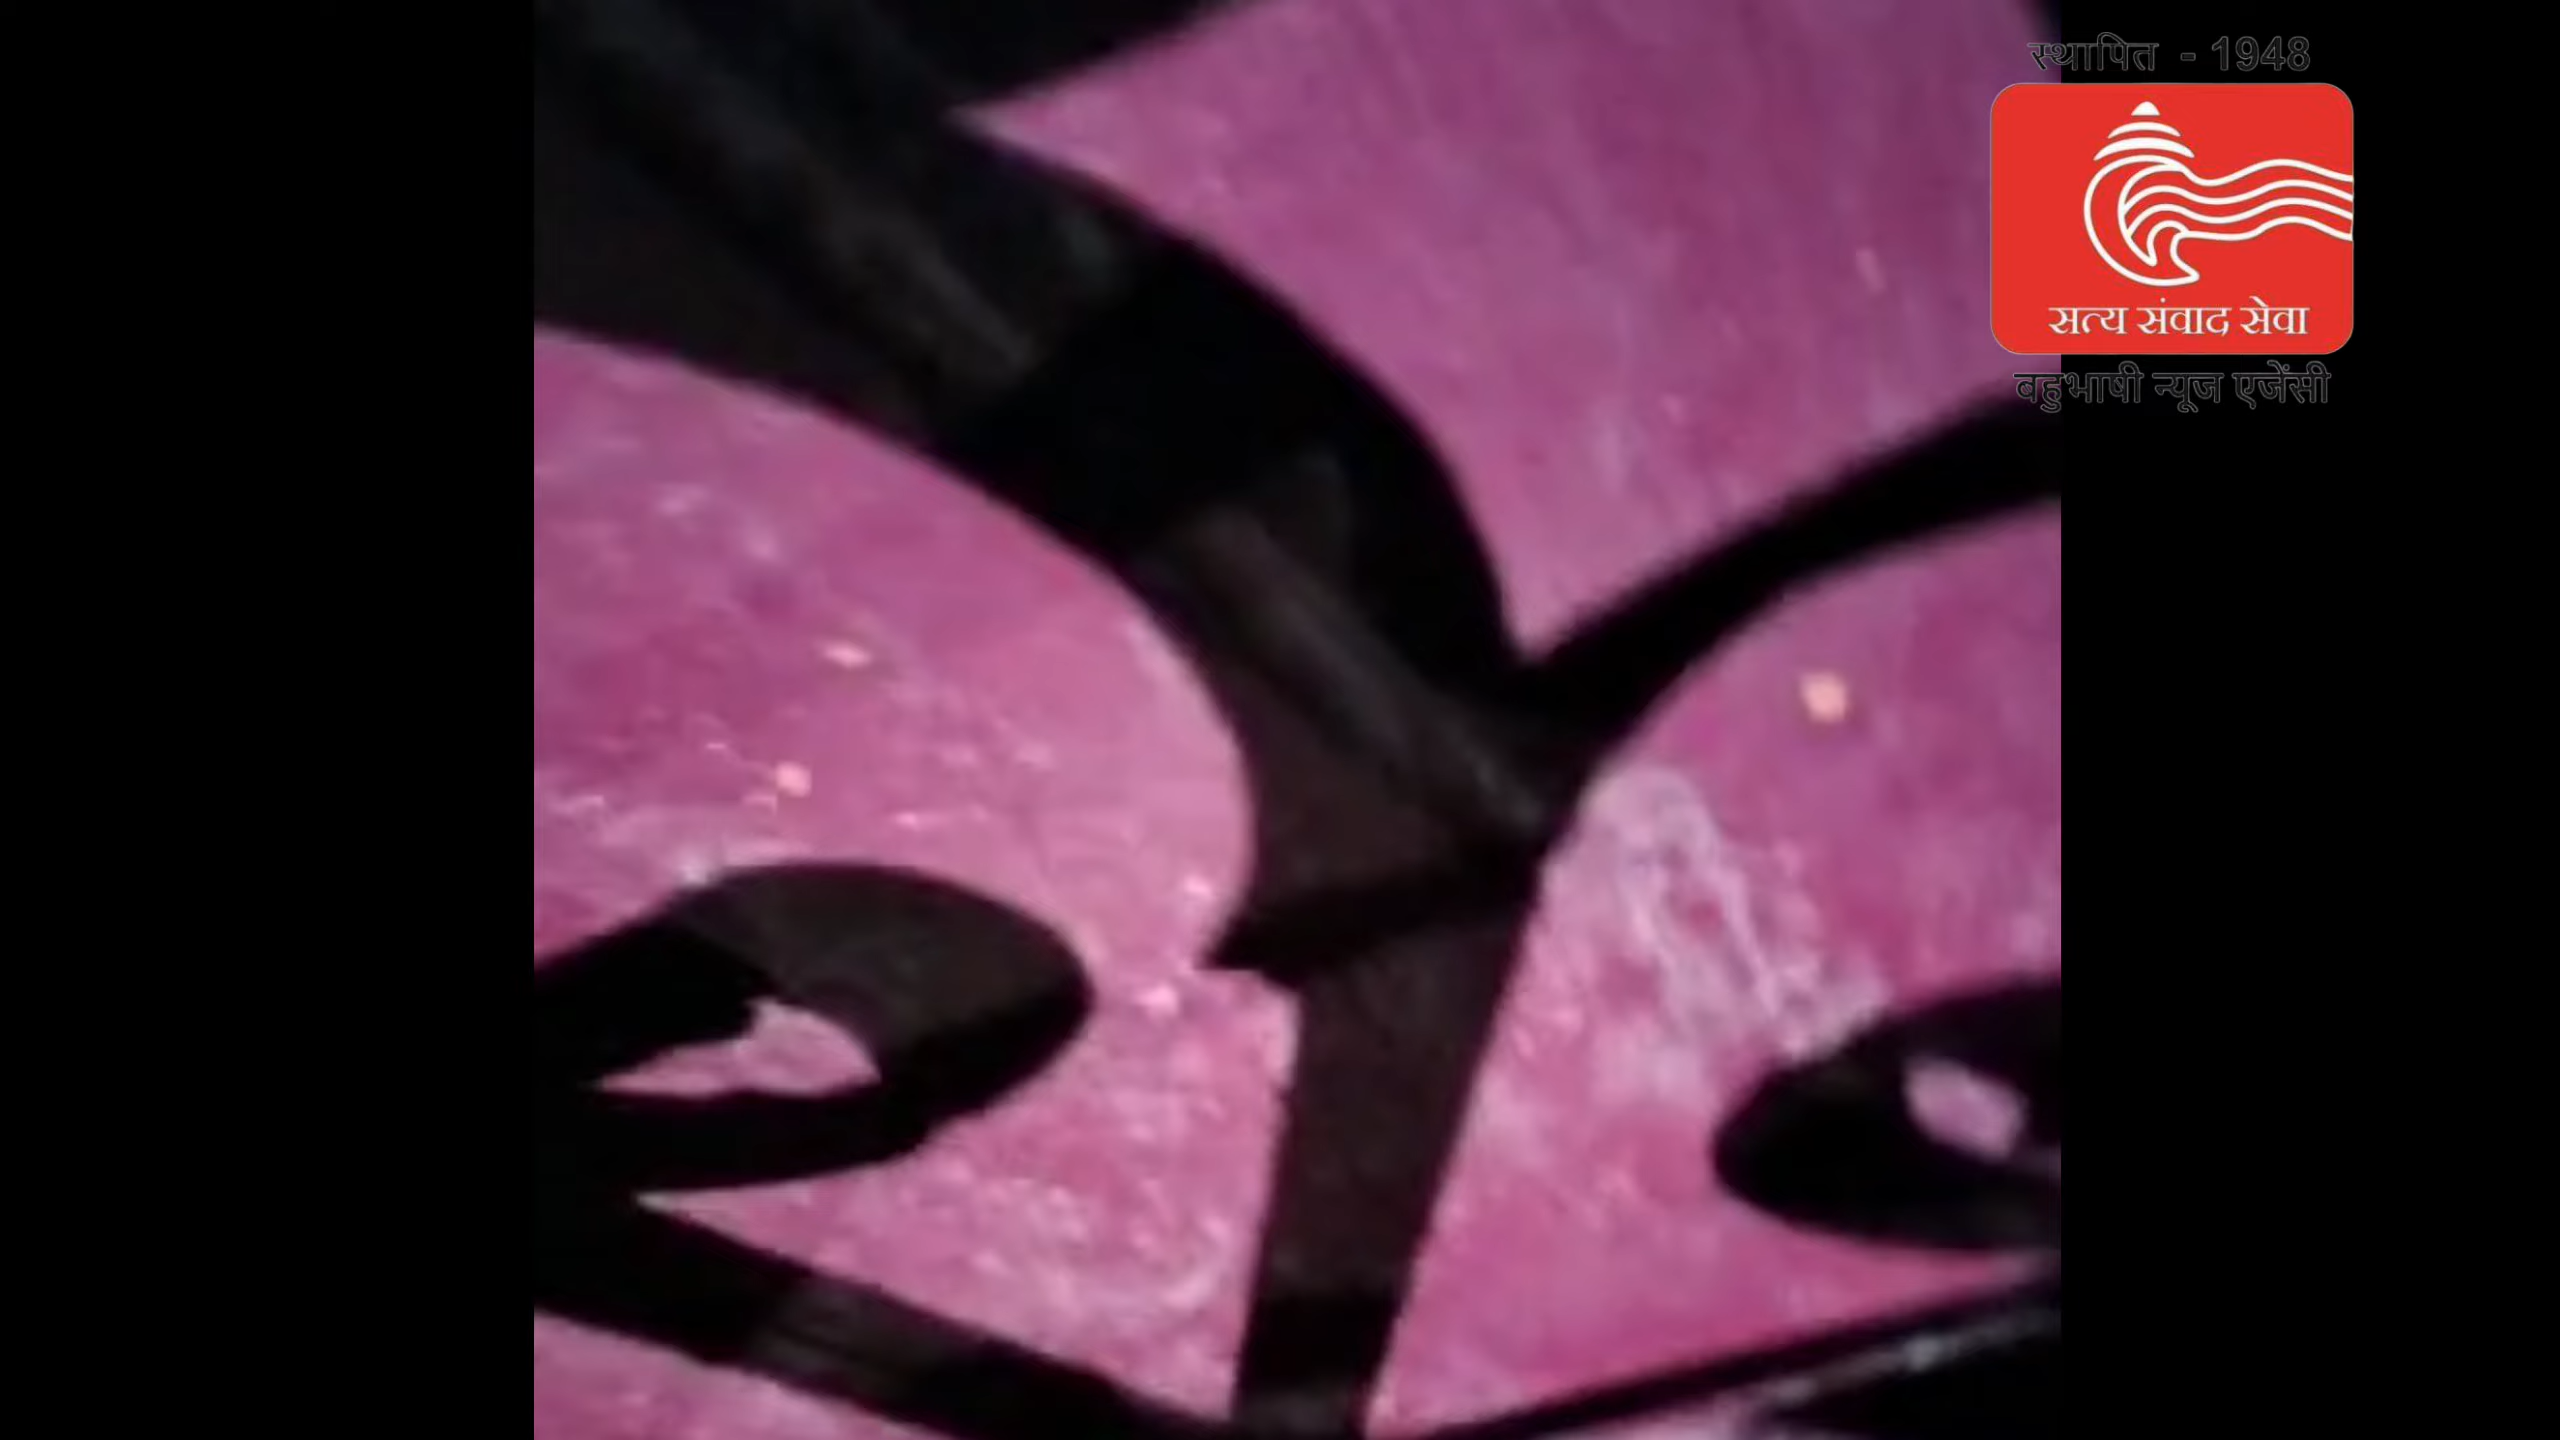 स्थापित - 1948
सत्य संवाद सेवा
बहुभाषी न्यूज एजेंसी